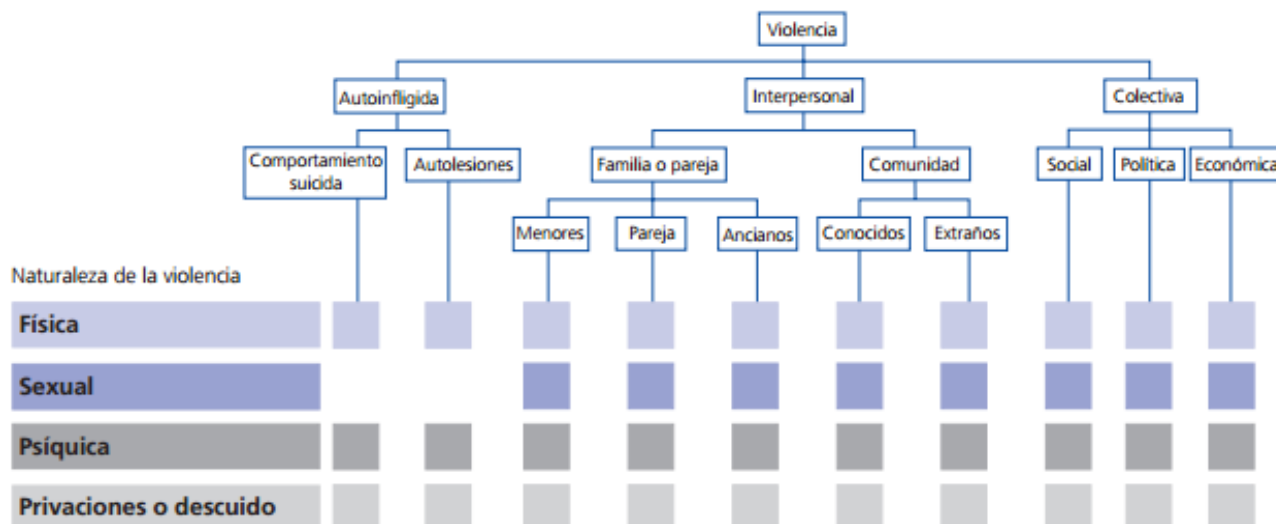 Violencia
Autoinfligida
Interpersonal
Colectiva
Comportamiento
suicida
Autolesiones
Familia o pareja
Comunidad
Social
Política
Económica
Menores
Pareja
Ancianos
Conocidos
Extraños
Naturaleza de la violencia
Física
Sexual
Psíquica
Privaciones o descuido